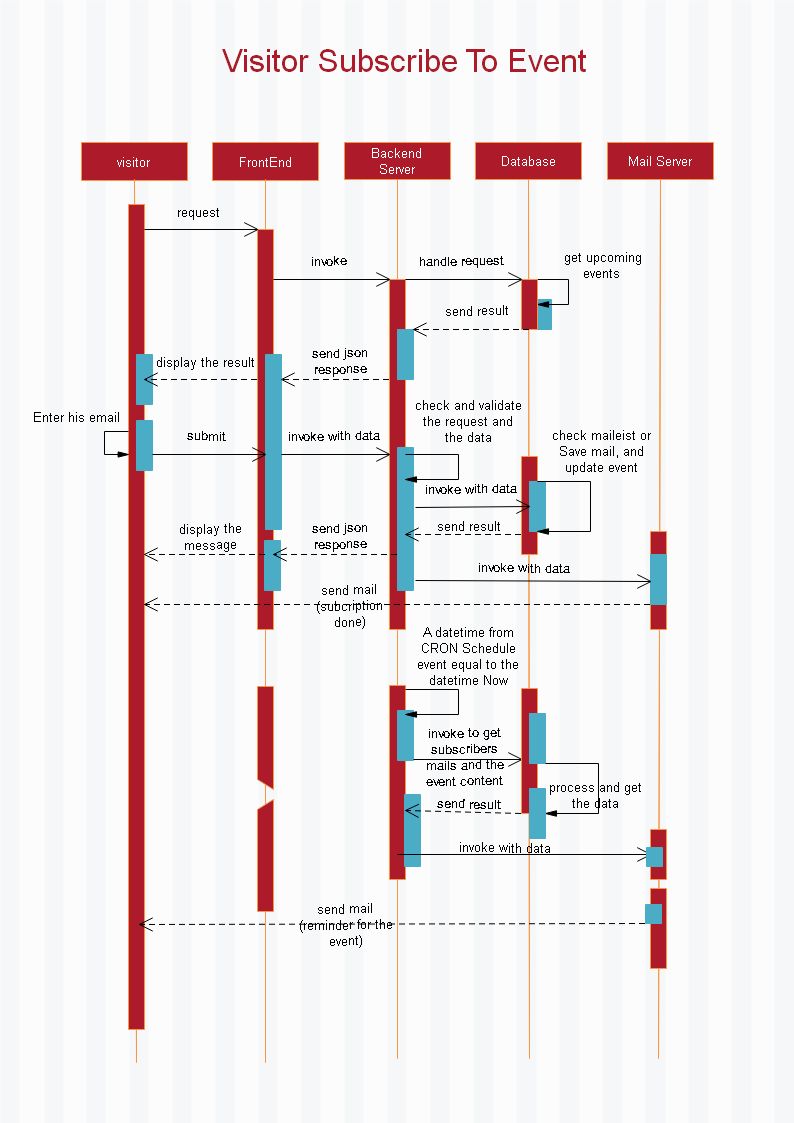 Visitor Subscribe To Event
visitor
FrontEnd
Backend
Server
Database
Mail Server
request
invoke
handle request
get upcoming
events
send result
send json
response
display the result
check and validate
the request and
the data
Enter his email
submit
invoke with data
check maileist or
Save mail, and
update event
invoke with data
send result
display the
message
send json
response
invoke with data
send mail
(subcription
done)
A datetime from
CRON Schedule
event equal to the
datetime Now
invoke to get
subscribers
mails and the
event content
process and get
the data
send result
invoke with data
send mail
(reminder for the
event)